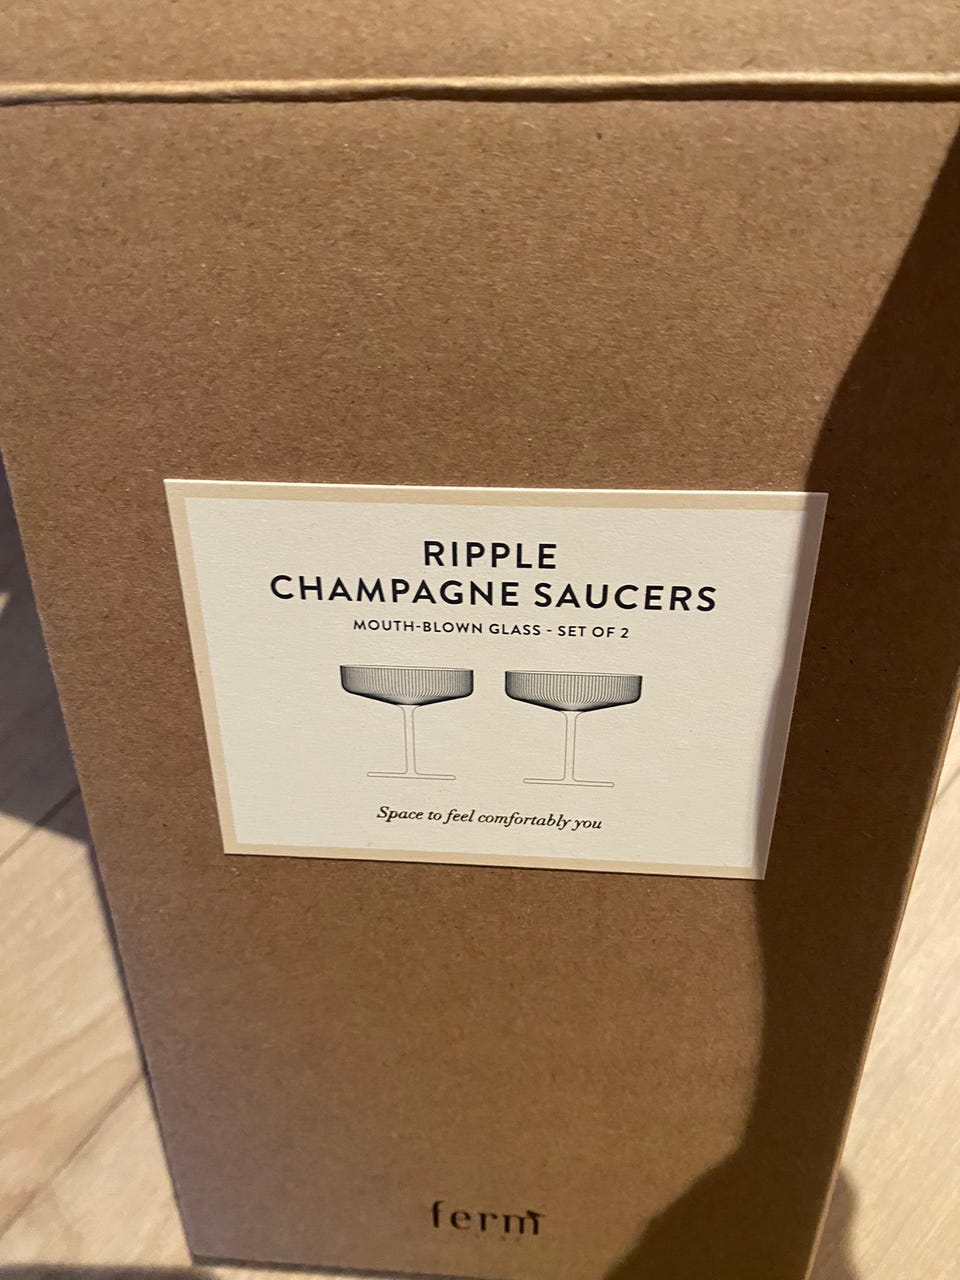 RIPPLE
CHAMPAGNE SAUCERS
MOUTH-BLOWN GLASS - SET OF 2
Space to feel comfortably you
ferm